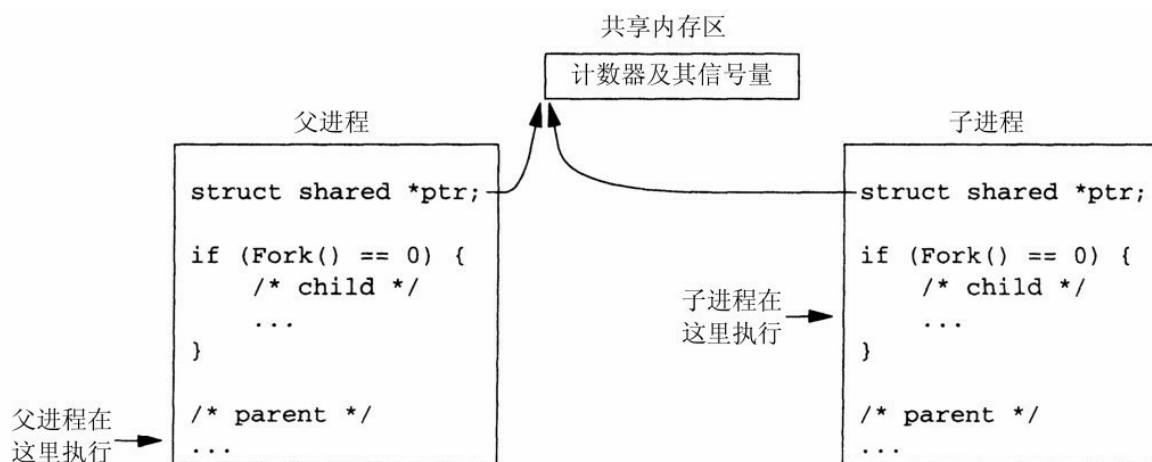 共享内存区
计数器及其信号量
父进程
struct shared *ptr;
if (Fork() == 0) {
/* child */
...
}
/* parent */
...
父进程在
这里执行
子进程
struct shared *ptr;
if (Fork() == 0) {
/* child */
...
}
/* parent */
...
子进程在
这里执行